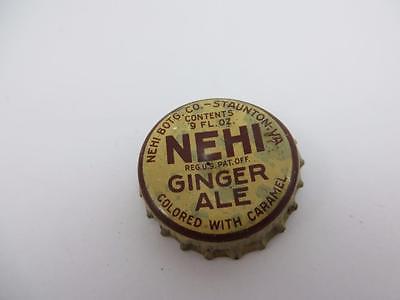 NEHI BOTG. CO.-STAUNTON-VA
CONTENTS
9 FL. OZ.
NEHI
REG. U.S. PAT. OFF.
GINGER
ALE
COLORED WITH CARAMEL